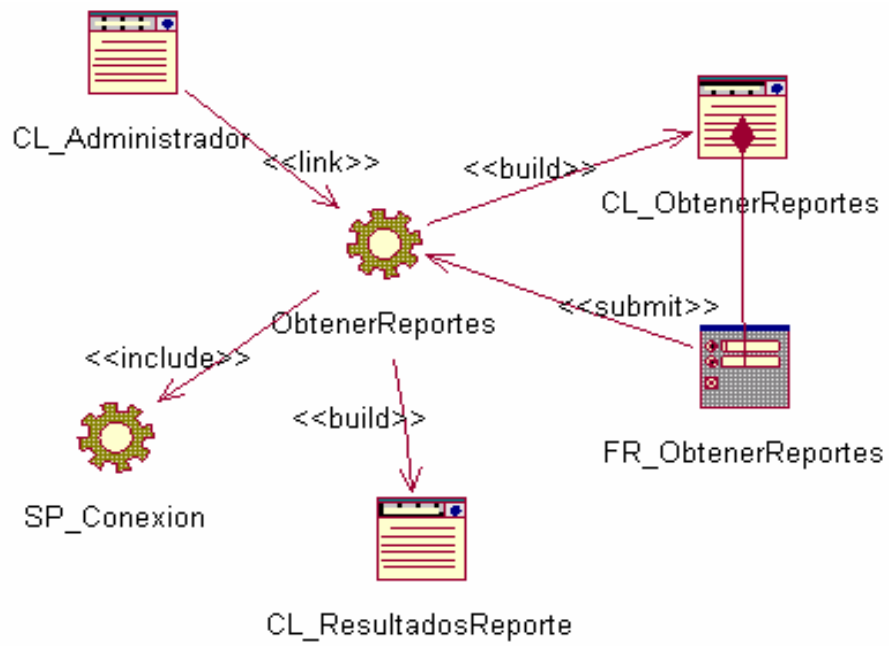 CL_Administrador
<<link>>
<<build>>
CL_ObtenerReportes
ObtenerReportes
<<submit>>
<<include>>
<<build>>
FR_ObtenerReportes
SP_Conexion
CL_ResultadosReporte